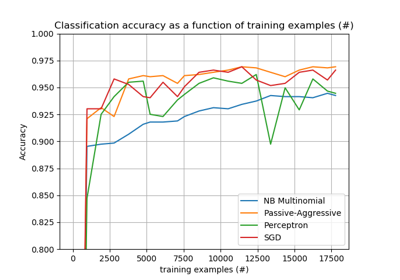 Classification accuracy as a function of training examples (#)
1.000
0.975
0.950
0.925
0.900
0.875
0.850
0.825
0.800
Accuracy
NB Multinomial
Passive-Aggressive
Perceptron
SGD
0 2500 5000 7500 10000 12500 15000 17500
training examples (#)